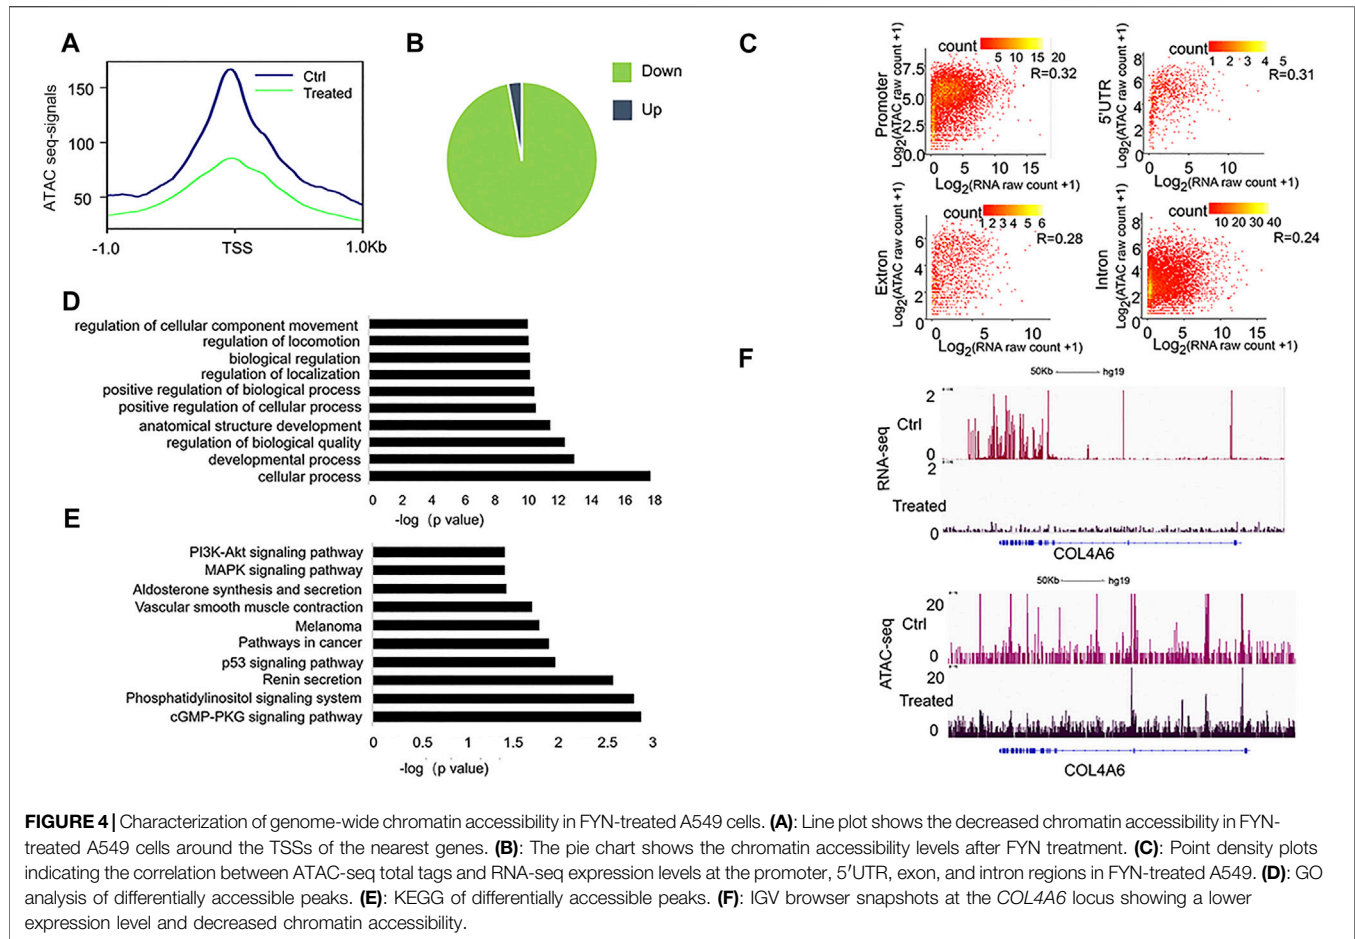 A
ATAC seq-signals
150
100
50
Ctrl
Treated
-1.0
TSS
1.0Kb
B
Down
Up
C
Promoter
Log2(ATAC raw count +1)
7.5
5.0
2.5
0.0
count
5 10 15 20
R=0.32
0 5 10 15
Log2(RNA raw count +1)
5'UTR
Log2(ATAC raw count +1)
8
6
4
2
0
count
1 2 3 4 5
R=0.31
0 5 10
Log2(RNA raw count +1)
Extron
Log2(ATAC raw count +1)
6
4
2
0
count
1 2 3 4 5 6
R=0.28
0 5 10
Log2(RNA raw count +1)
Intron
Log2(ATAC raw count +1)
8
6
4
2
0
count
10 20 30 40
R=0.24
0 5 10 15
Log2(RNA raw count +1)
D
regulation of cellular component movement
regulation of locomotion
biological regulation
regulation of localization
positive regulation of biological process
positive regulation of cellular process
anatomical structure development
regulation of biological quality
developmental process
cellular process
0 2 4 6 8 10 12 14 16 18
-log (p value)
E
PI3K-Akt signaling pathway
MAPK signaling pathway
Aldosterone synthesis and secretion
Vascular smooth muscle contraction
Melanoma
Pathways in cancer
p53 signaling pathway
Renin secretion
Phosphatidylinositol signaling system
cGMP-PKG signaling pathway
0 0.5 1 1.5 2 2.5 3
-log (p value)
F
50Kb hg19
RNA-seq
2
Ctrl
0
2
Treated
0
COL4A6
50Kb hg19
ATAC-seq
20
Ctrl
0
20
Treated
0
COL4A6
FIGURE 4 | Characterization of genome-wide chromatin accessibility in FYN-treated A549 cells. (A): Line plot shows the decreased chromatin accessibility in FYN-
treated A549 cells around the TSSs of the nearest genes. (B): The pie chart shows the chromatin accessibility levels after FYN treatment. (C): Point density plots
indicating the correlation between ATAC-seq total tags and RNA-seq expression levels at the promoter, 5′UTR, exon, and intron regions in FYN-treated A549. (D): GO
analysis of differentially accessible peaks. (E): KEGG of differentially accessible peaks. (F): IGV browser snapshots at the COL4A6 locus showing a lower
expression level and decreased chromatin accessibility.